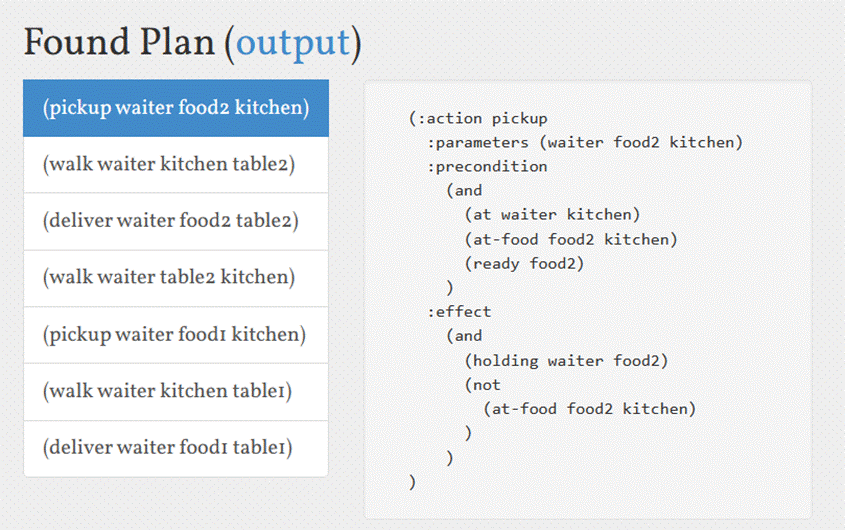 Found Plan (output)
(pickup waiter food2 kitchen)
(walk waiter kitchen table2)
(deliver waiter food2 table2)
(walk waiter table2 kitchen)
(pickup waiter food1 kitchen)
(walk waiter kitchen table1)
(deliver waiter food1 table1)
(:action pickup
:parameters (waiter food2 kitchen)
:precondition
(and
(at waiter kitchen)
(at-food food2 kitchen)
(ready food2)
)
:effect
(and
(holding waiter food2)
(not
(at-food food2 kitchen)
)
)
)